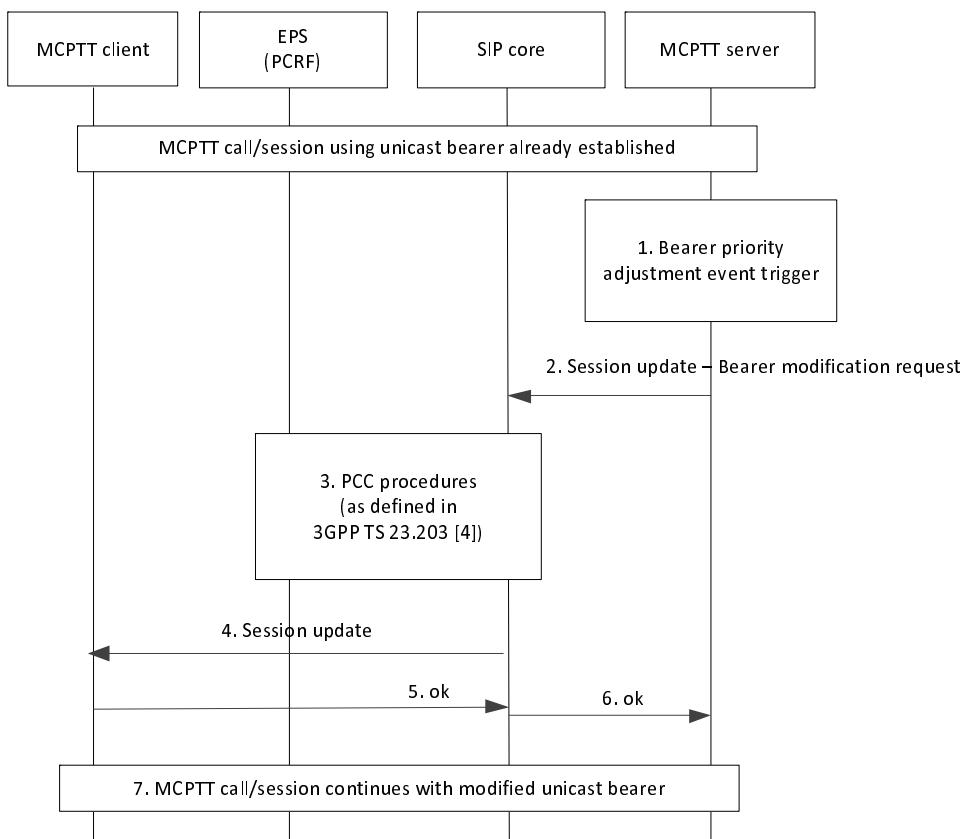 MCPTT client
EPS
(PCRF)
SIP core
MCPTT server
MCPTT call/session using unicast bearer already established
1. Bearer priority
adjustment event trigger
2. Session update – Bearer modification request
3. PCC procedures
(as defined in
3GPP TS 23.203 [4])
4. Session update
5. ok
6. ok
7. MCPTT call/session continues with modified unicast bearer